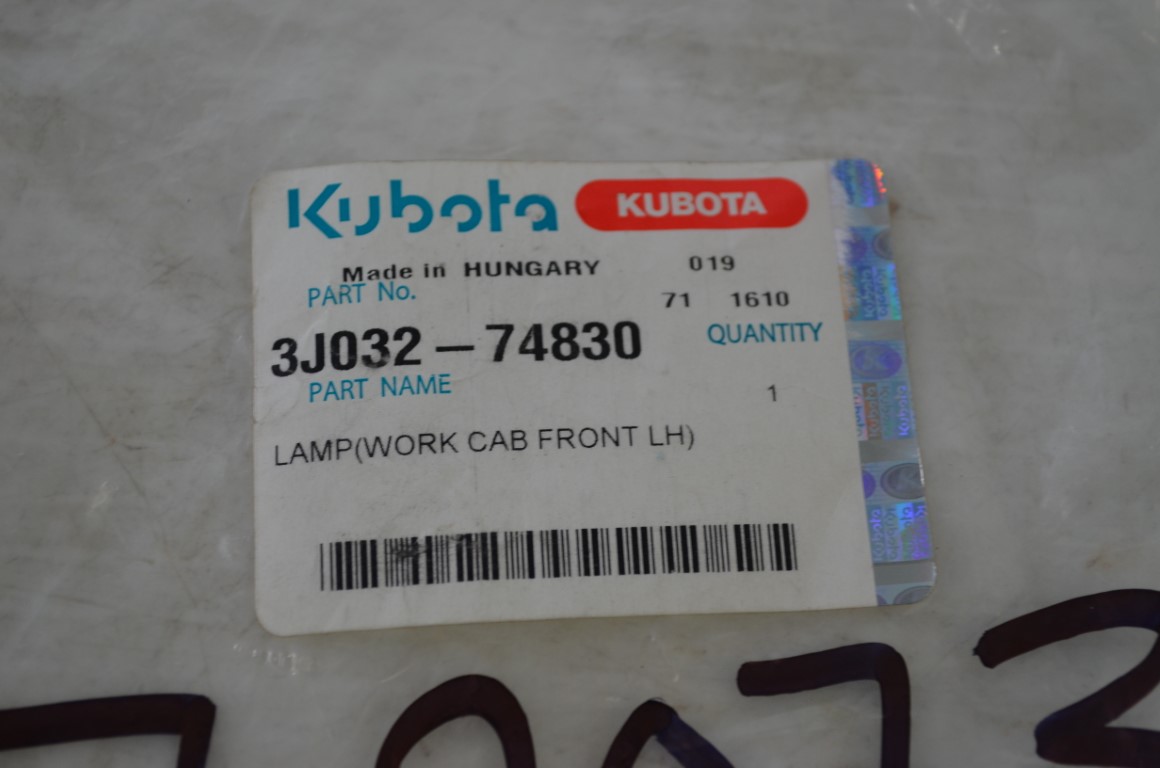 Kubota KUBOTA
Made in HUNGARY 019
PART No. 71 1610
3J032-74830 QUANTITY
PART NAME 1
LAMP(WORK CAB FRONT LH)